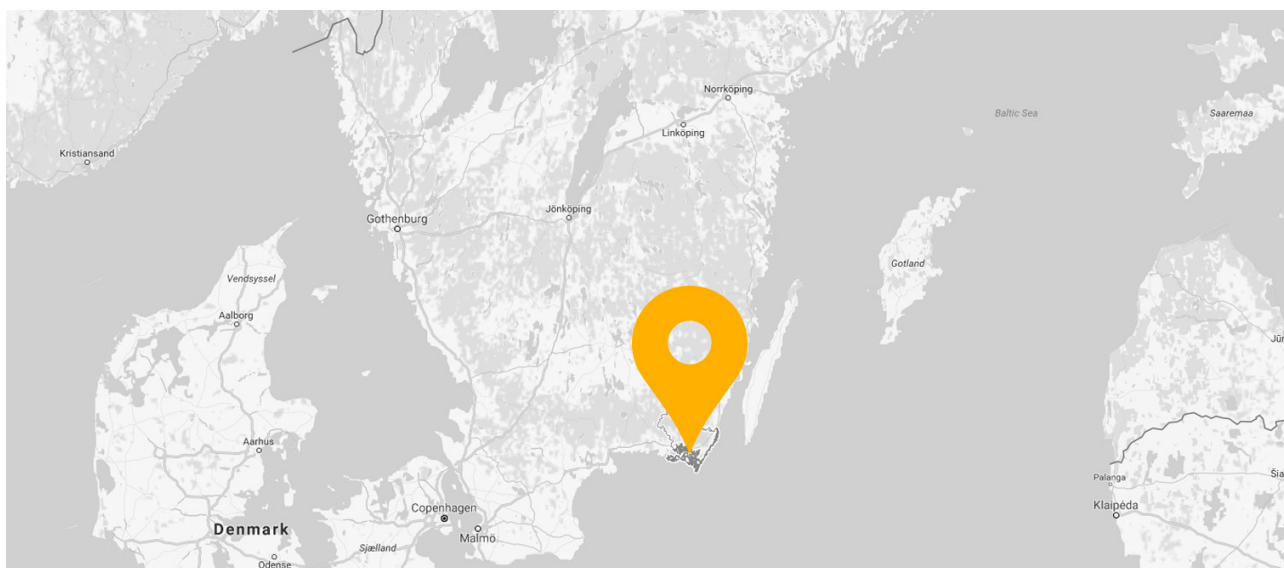 Norrköping
Baltic Sea
Saaremaa
Linköping
Kristiansand
Jönköping
Gothenburg
Gotland
Vendsyssel
Aalborg
Aarhus
Palanga
Copenhagen
Klaipėda
Denmark
Malmö
Sjælland
Odense